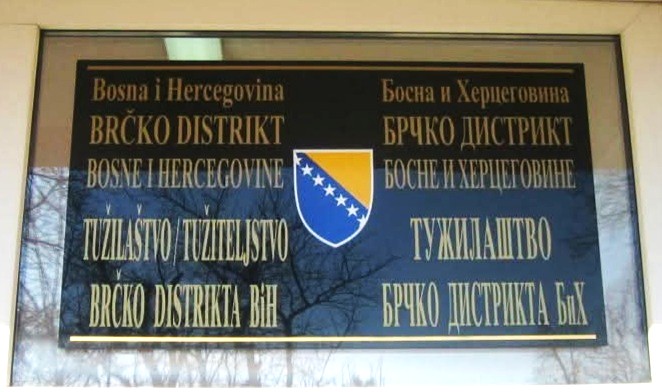 Bosna i Hercegovina
BRČKO DISTRIKT
BOSNE I HERCEGOVINE
TUŽILAŠTVO / TUŽITELJSTVO
BRČKO DISTRIKTA BiH
Босна и Херцеговина
БРЧКО ДИСТРИКТ
БОСНЕ И ХЕРЦЕГОВИНЕ
ТУЖИЛАШТВО
БРЧКО ДИСТРИКТА БиХ